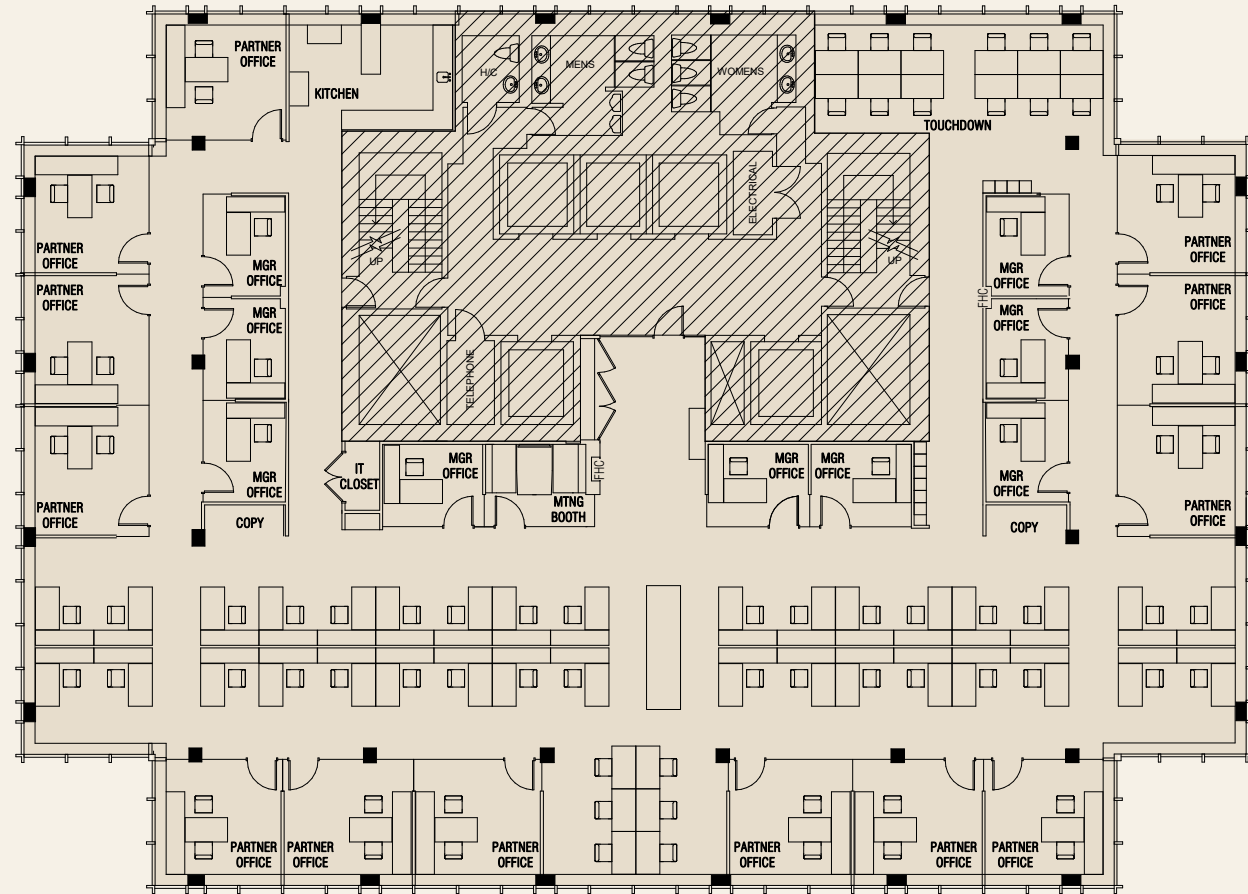 PARTNER
OFFICE
KITCHEN
H/C
MENS
WOMENS
TOUCHDOWN
ELECTRICAL
UP
UP
PARTNER
OFFICE
PARTNER
OFFICE
MGR
OFFICE
MGR
OFFICE
MGR
OFFICE
FHC
MGR
OFFICE
PARTNER
OFFICE
PARTNER
OFFICE
TELEPHONE
PARTNER
OFFICE
MGR
OFFICE
COPY
IT
CLOSET
MGR
OFFICE
FHC
MTNG
BOOTH
MGR
OFFICE
MGR
OFFICE
MGR
OFFICE
COPY
PARTNER
OFFICE
PARTNER
OFFICE
PARTNER
OFFICE
PARTNER
OFFICE
PARTNER
OFFICE
PARTNER
OFFICE
PARTNER
OFFICE